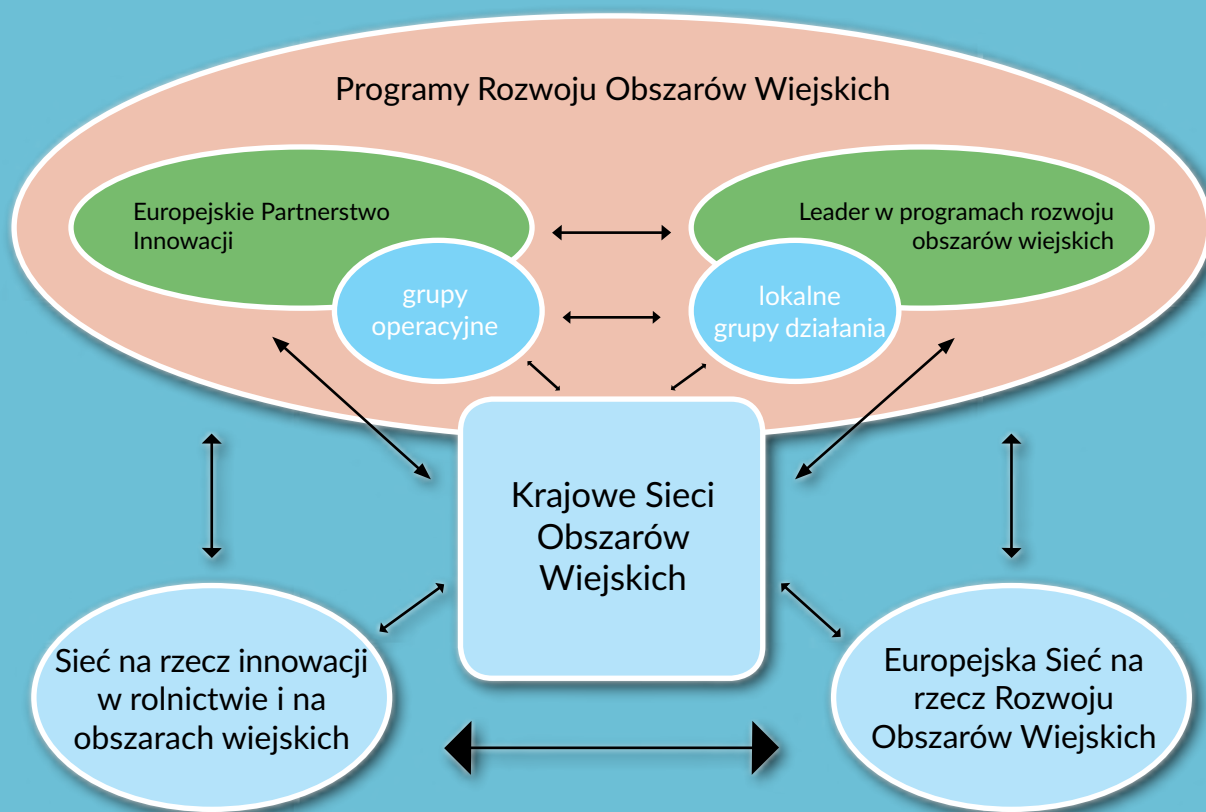 Programy Rozwoju Obszarów Wiejskich
Europejskie Partnerstwo
Innowacji
Leader w programach rozwoju
obszarów wiejskich
grupy
operacyjne
lokalne
grupy działania
Krajowe Sieci
Obszarów
Wiejskich
Sieć na rzecz innowacji
w rolnictwie i na
obszarach wiejskich
Europejska Sieć na
rzecz Rozwoju
Obszarów Wiejskich